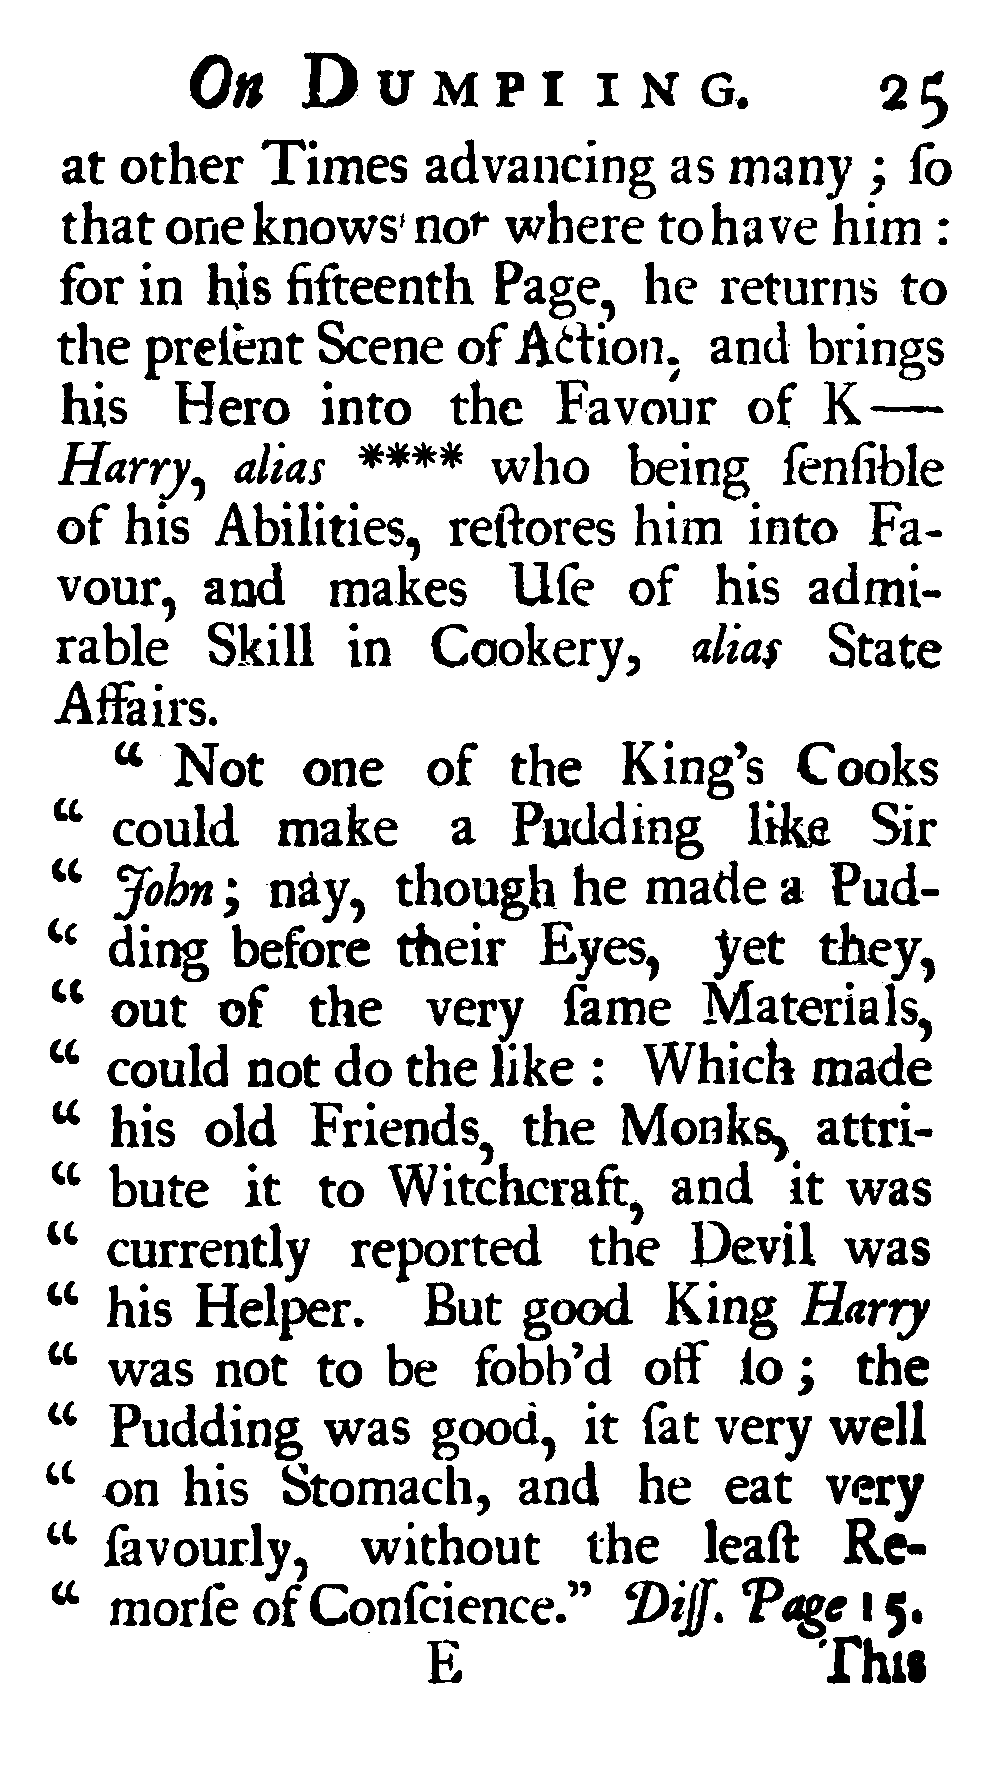 On DUMPIING. 25
at other Times advancing as many ; ſo
that one knows not where to have him :
for in his fifteenth Page, he returns to
the preſent Scene of Action, and brings
his Hero into the Favour of K——
Harry, alias **** who being ſenſible
of his Abilities, reſtores him into Fa-
vour, and makes Uſe of his admi-
rable Skill in Cookery, alias State
Affairs.
“ Not one of the King's Cooks
“ could make a Pudding like Sir
“ John ; nay, though he made a Pud-
“ ding before their Eyes, yet they,
“ out of the very ſame Materials,
“ could not do the like : Which made
“ his old Friends, the Monks, attri-
“ bute it to Witchcraft, and it was
“ currently reported the Devil was
“ his Helper. But good King Harry
“ was not to be fobb'd off ſo ; the
“ Pudding was good, it ſat very well
“ on his Stomach, and he eat very
“ ſavourly, without the leaſt Re-
“ morſe of Conſcience.” Diſſ. Page 15.
E This